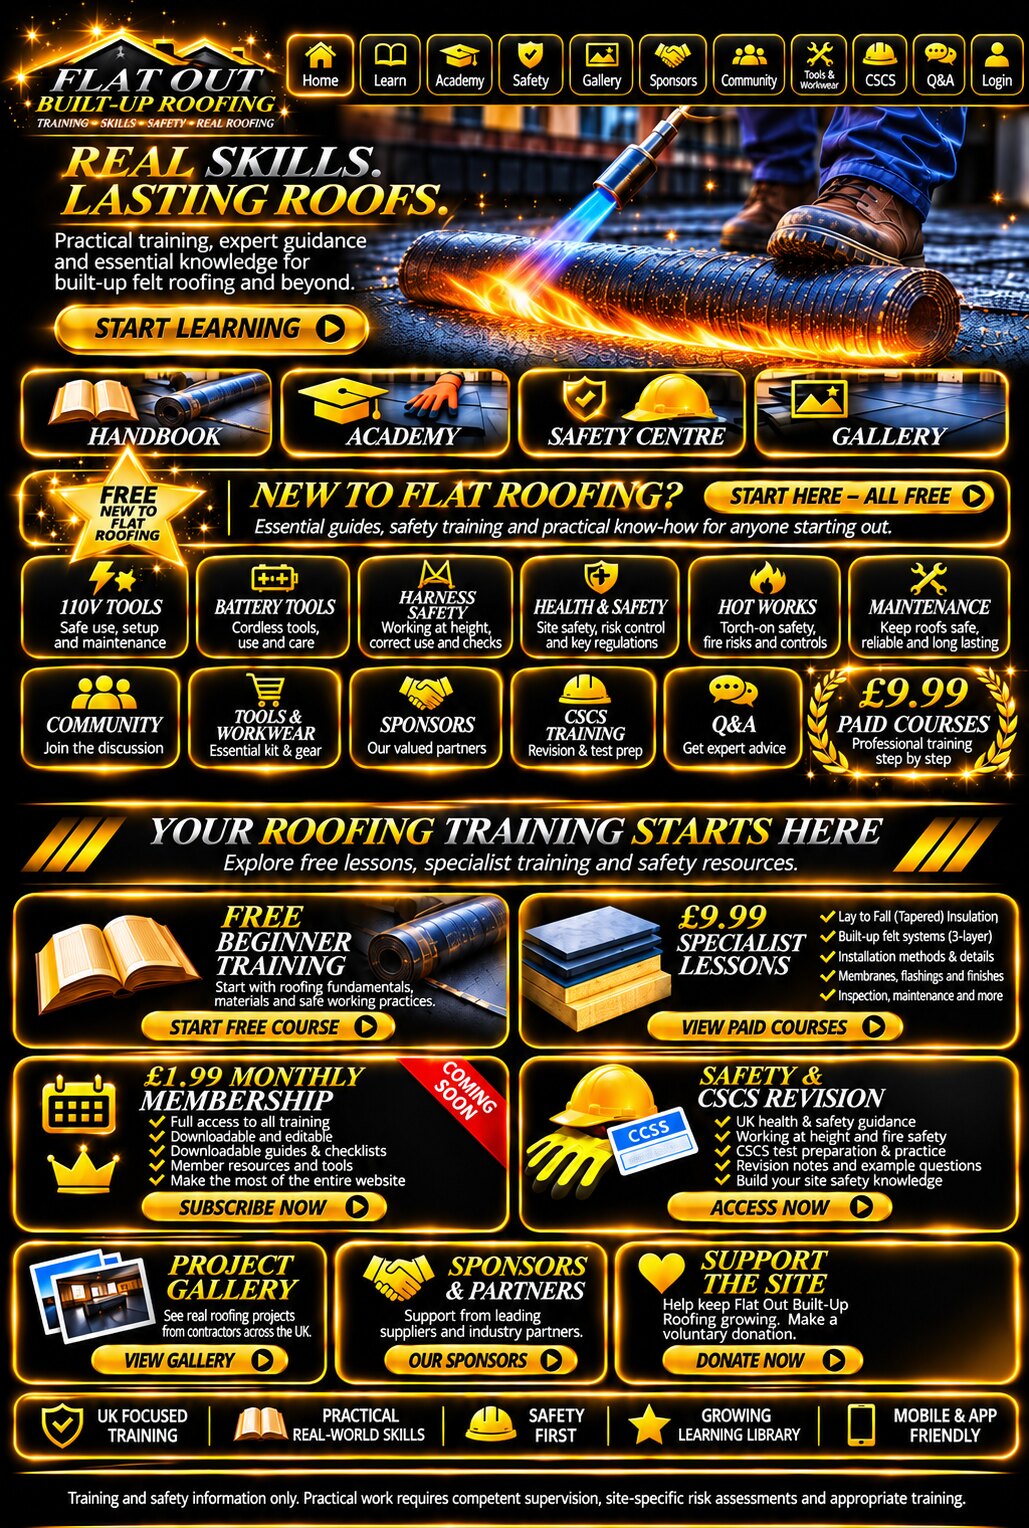 FLAT OUT
BUILT-UP ROOFING
TRAINING • SKILLS • SAFETY • REAL ROOFING
Home
Learn
Academy
Safety
Gallery
Sponsors
Community
Tools &
Workwear
CSCS
Q&A
Login
REAL SKILLS.
LASTING ROOFS.
Practical training, expert guidance
and essential knowledge for
built-up felt roofing and beyond.
START LEARNING
HANDBOOK
ACADEMY
SAFETY CENTRE
GALLERY
FREE
NEW TO
FLAT
ROOFING
NEW TO FLAT ROOFING?
START HERE – ALL FREE
Essential guides, safety training and practical know-how for anyone starting out.
110V TOOLS
Safe use, setup
and maintenance
BATTERY TOOLS
Cordless tools,
use and care
HARNESS
SAFETY
Working at height,
correct use and checks
HEALTH & SAFETY
Site safety, risk control
and key regulations
HOT WORKS
Torch-on safety,
fire risks and controls
MAINTENANCE
Keep roofs safe,
reliable and long lasting
COMMUNITY
Join the discussion
TOOLS &
WORKWEAR
Essential kit & gear
SPONSORS
Our valued partners
CSCS
TRAINING
Revision & test prep
Q&A
Get expert advice
£9.99
PAID COURSES
Professional training
step by step
YOUR ROOFING TRAINING STARTS HERE
Explore free lessons, specialist training and safety resources.
FREE
BEGINNER
TRAINING
Start with roofing fundamentals,
materials and safe working practices.
START FREE COURSE
£9.99
SPECIALIST
LESSONS
Lay to Fall (Tapered) Insulation
Built-up felt systems (3-layer)
Installation methods & details
Membranes, flashings and finishes
Inspection, maintenance and more
VIEW PAID COURSES
£1.99 MONTHLY
MEMBERSHIP
Full access to all training
Downloadable and editable
Downloadable guides & checklists
Member resources and tools
Make the most of the entire website
SUBSCRIBE NOW
COMING
SOON
SAFETY &
CSCS REVISION
CCSS
UK health & safety guidance
Working at height and fire safety
CSCS test preparation & practice
Revision notes and example questions
Build your site safety knowledge
ACCESS NOW
PROJECT
GALLERY
See real roofing projects
from contractors across the UK.
VIEW GALLERY
SPONSORS
& PARTNERS
Support from leading
suppliers and industry partners.
OUR SPONSORS
SUPPORT
THE SITE
Help keep Flat Out Built-Up
Roofing growing. Make a
voluntary donation.
DONATE NOW
UK FOCUSED
TRAINING
PRACTICAL
REAL-WORLD SKILLS
SAFETY
FIRST
GROWING
LEARNING LIBRARY
MOBILE & APP
FRIENDLY
Training and safety information only. Practical work requires competent supervision, site-specific risk assessments and appropriate training.